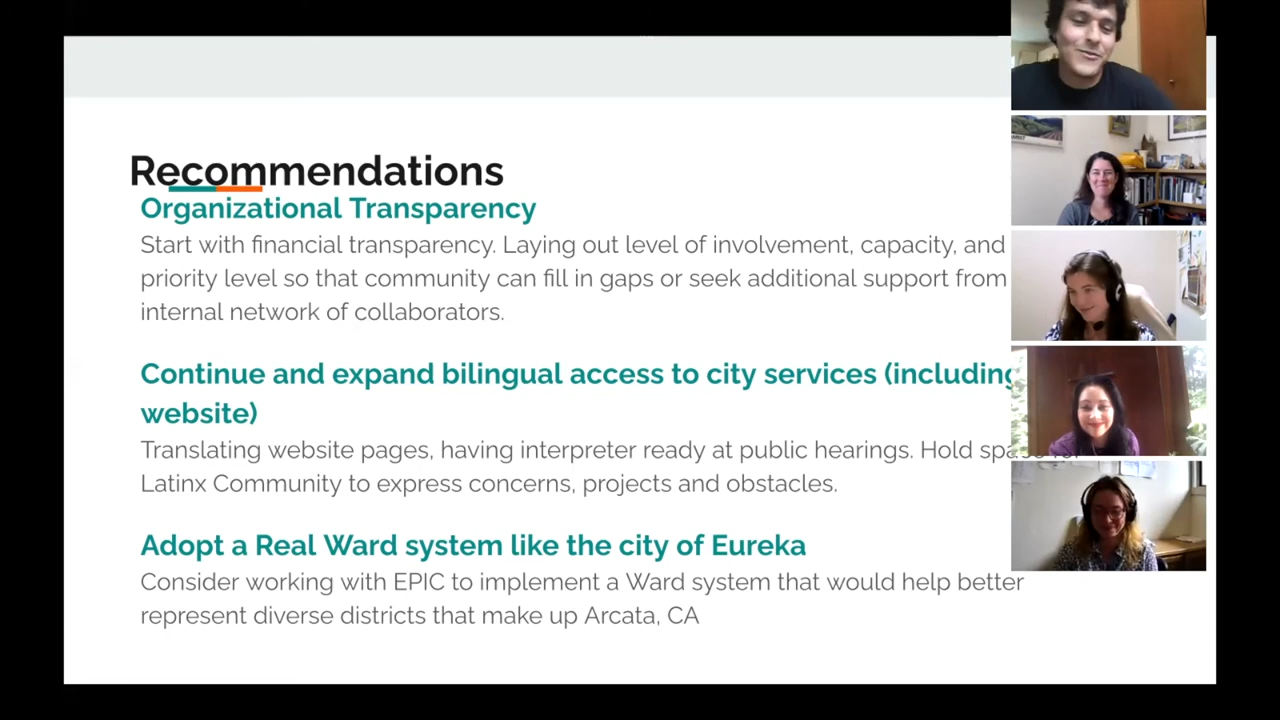 Recommendations
Organizational Transparency
Start with financial transparency. Laying out level of involvement, capacity, and
priority level so that community can fill in gaps or seek additional support from
internal network of collaborators.
Continue and expand bilingual access to city services (including
website)
Translating website pages, having interpreter ready at public hearings. Hold space for
Latinx Community to express concerns, projects and obstacles.
Adopt a Real Ward system like the city of Eureka
Consider working with EPIC to implement a Ward system that would help better
represent diverse districts that make up Arcata, CA